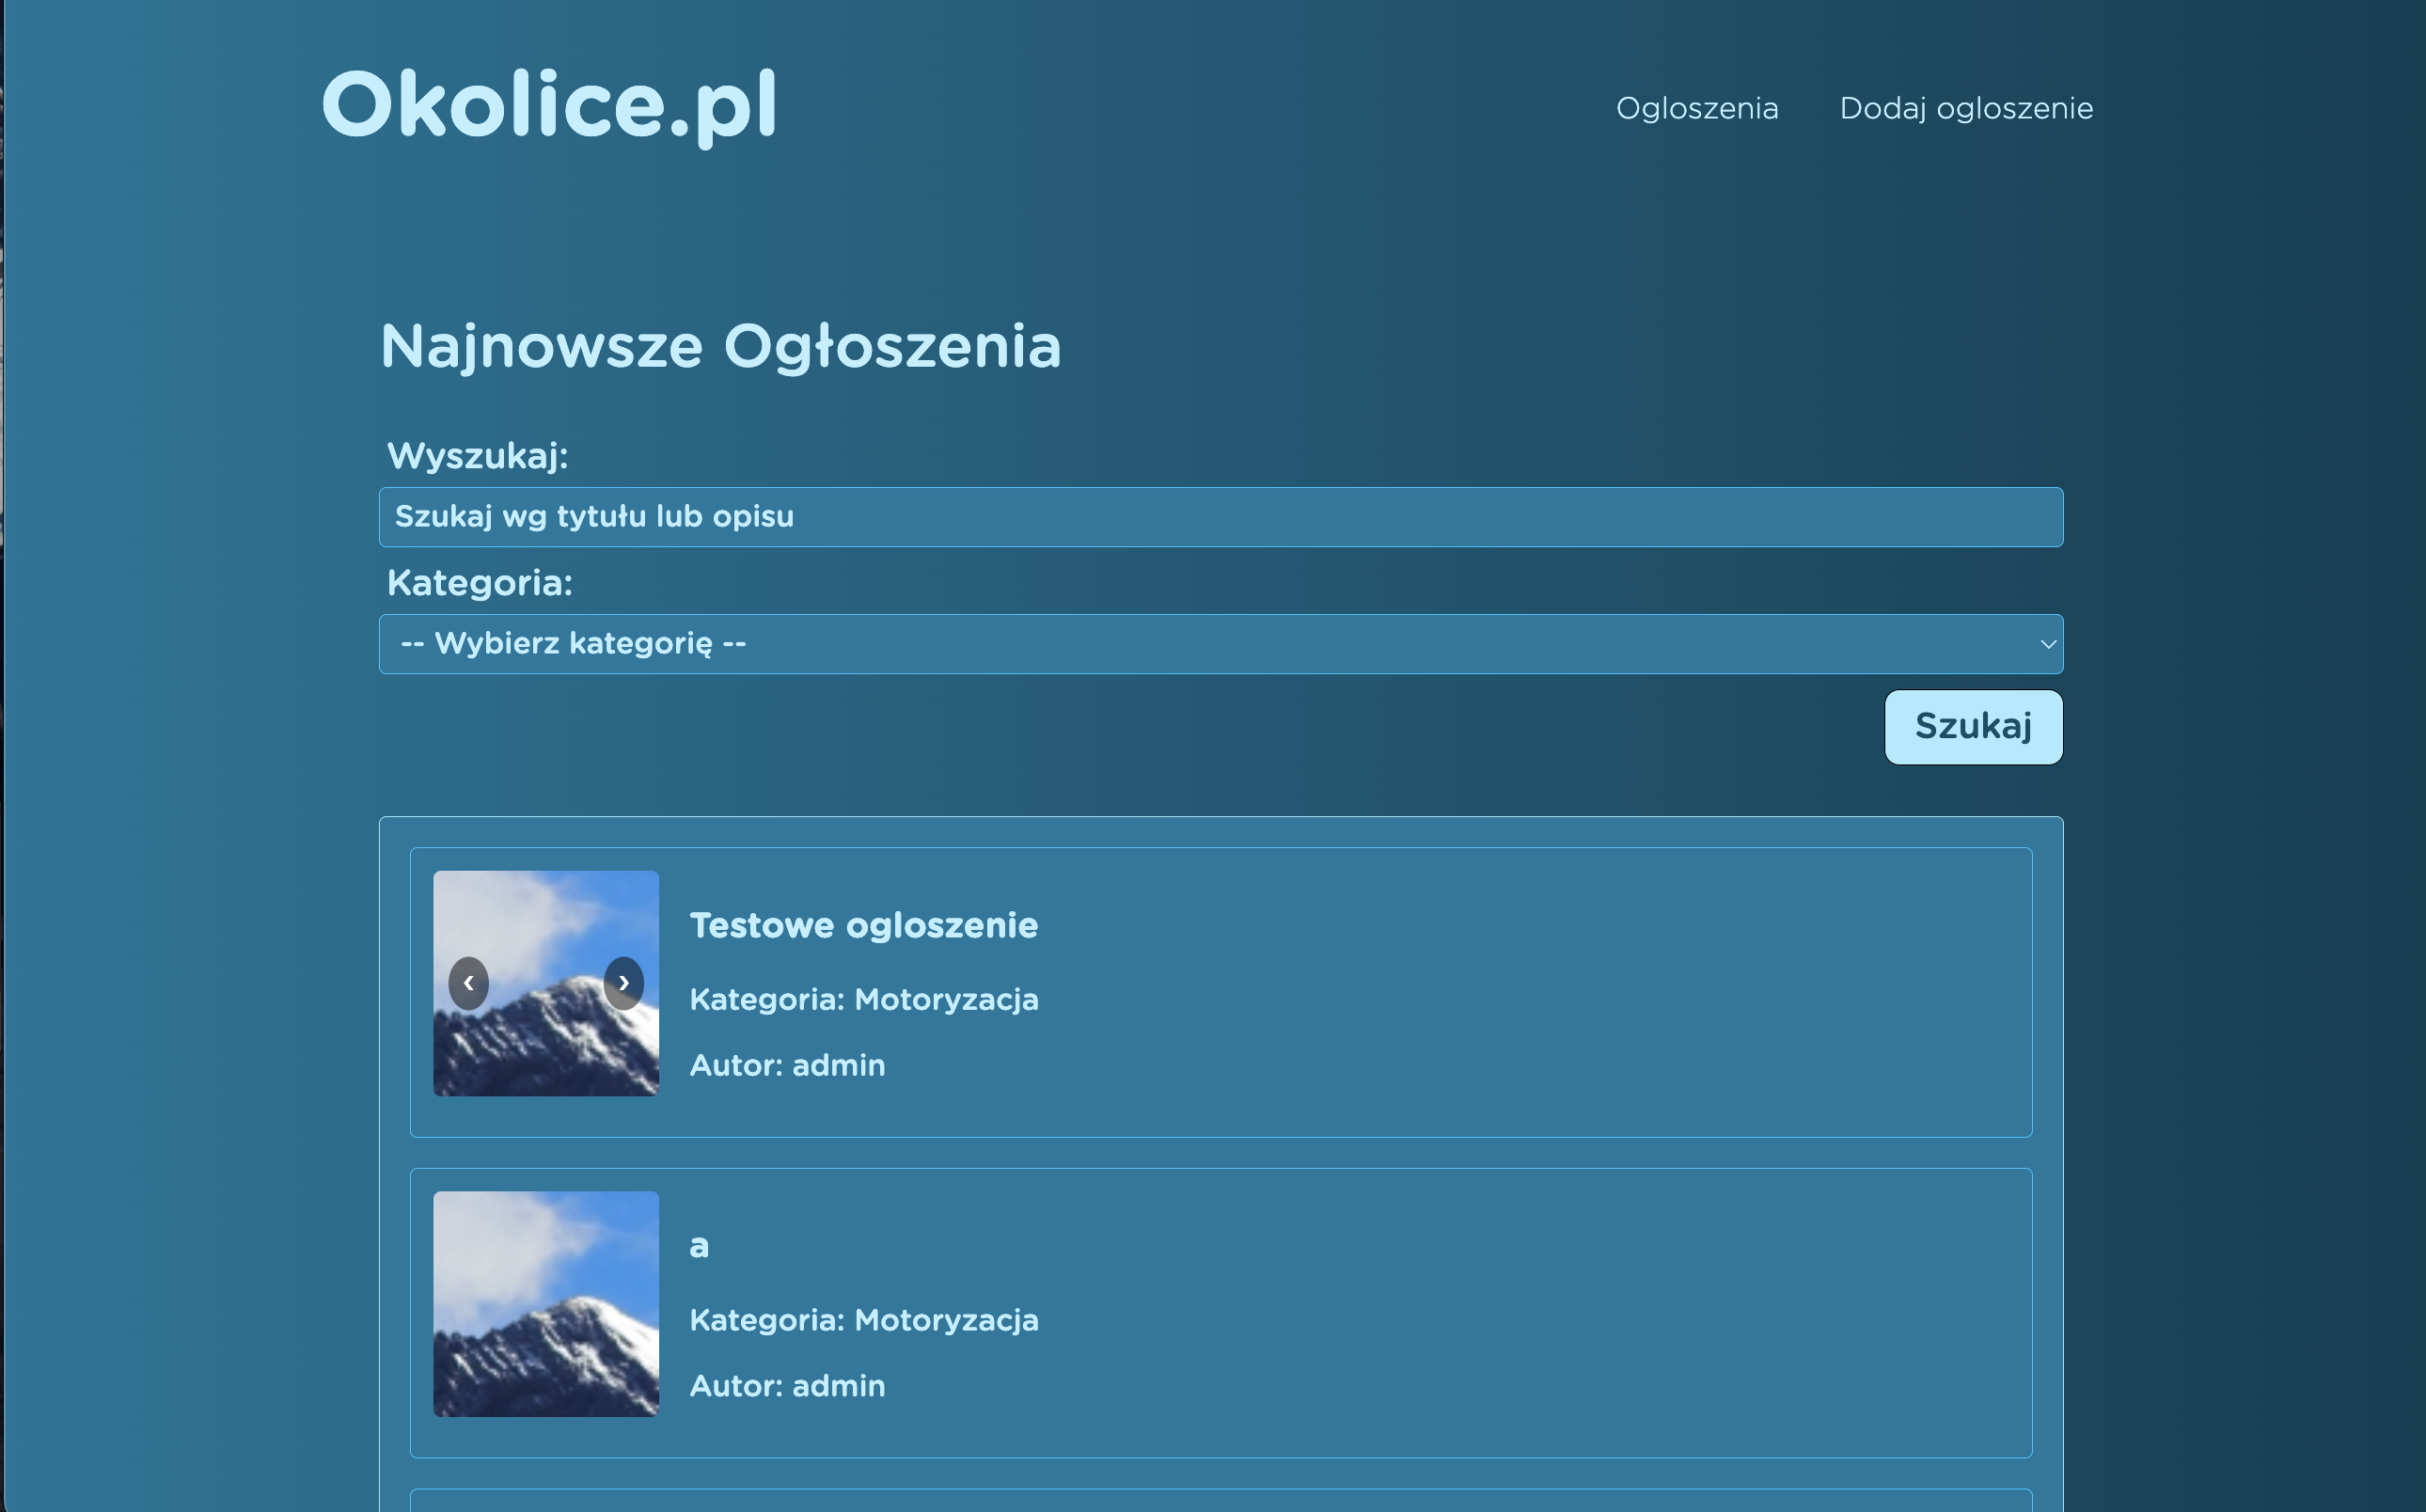 Okolice.pl
Ogloszenia Dodaj ogloszenie
Najnowsze Ogłoszenia
Wyszukaj:
Szukaj wg tytułu lub opisu
Kategoria:
-- Wybierz kategorię --
Szukaj
Testowe ogloszenie
Kategoria: Motoryzacja
Autor: admin
a
Kategoria: Motoryzacja
Autor: admin